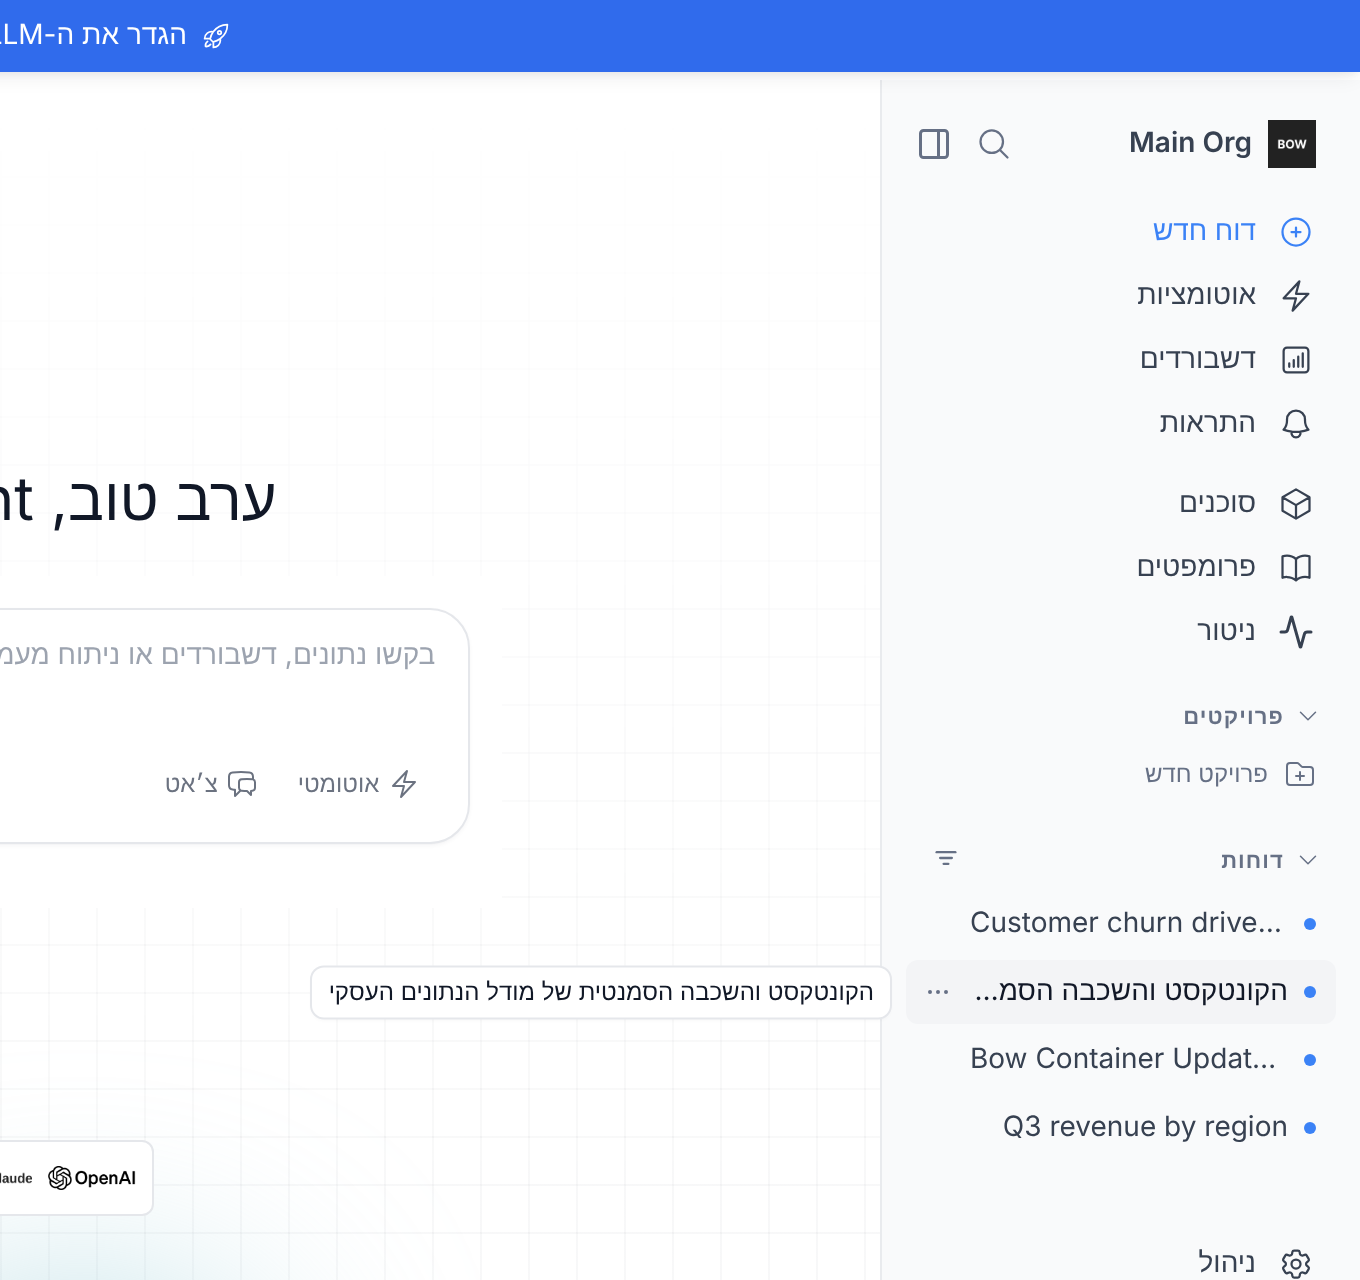 הגדר את ה-LLM
Main Org
BOW
דוח חדש
אוטומציות
דשבורדים
התראות
סוכנים
פרומפטים
ניטור
פרויקטים
פרויקט חדש
דוחות
Customer churn drive...
הקונטקסט והשכבה הסמ...
Bow Container Updat...
Q3 revenue by region
ניהול
ערב טוב,
בקשו נתונים, דשבורדים או ניתוח
אוטומטי
צ׳אט
הקונטקסט והשכבה הסמנטית של מודל הנתונים העסקי
OpenAI